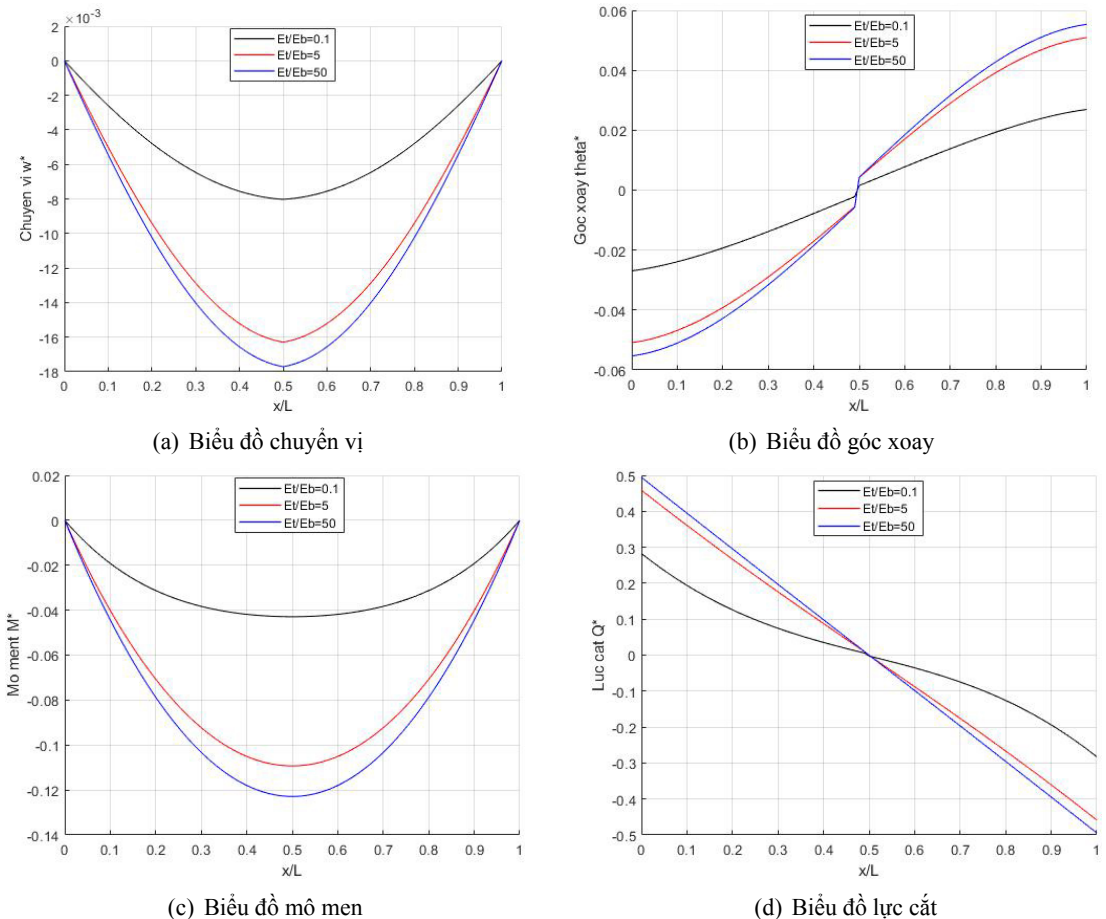 ×10⁻³
2
0
-2
-4
-6
-8
-10
-12
-14
-16
-18
Chuyen vi w*
Et/Eb=0.1
Et/Eb=5
Et/Eb=50
0 0.1 0.2 0.3 0.4 0.5 0.6 0.7 0.8 0.9 1
x/L
(a) Biểu đồ chuyển vị
0.06
0.04
0.02
0
-0.02
-0.04
-0.06
Goc xoay theta*
Et/Eb=0.1
Et/Eb=5
Et/Eb=50
0 0.1 0.2 0.3 0.4 0.5 0.6 0.7 0.8 0.9 1
x/L
(b) Biểu đồ góc xoay
0.02
0
-0.02
-0.04
-0.06
-0.08
-0.1
-0.12
-0.14
Mo ment M*
Et/Eb=0.1
Et/Eb=5
Et/Eb=50
0 0.1 0.2 0.3 0.4 0.5 0.6 0.7 0.8 0.9 1
x/L
(c) Biểu đồ mô men
0.5
0.4
0.3
0.2
0.1
0
-0.1
-0.2
-0.3
-0.4
-0.5
Luc cat Q*
Et/Eb=0.1
Et/Eb=5
Et/Eb=50
0 0.1 0.2 0.3 0.4 0.5 0.6 0.7 0.8 0.9 1
x/L
(d) Biểu đồ lực cắt